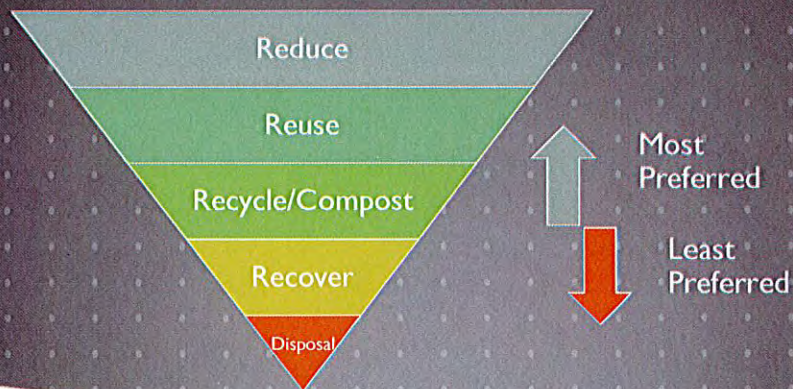 Reduce
Reuse
Recycle/Compost
Recover
Disposal
Most
Preferred
Least
Preferred